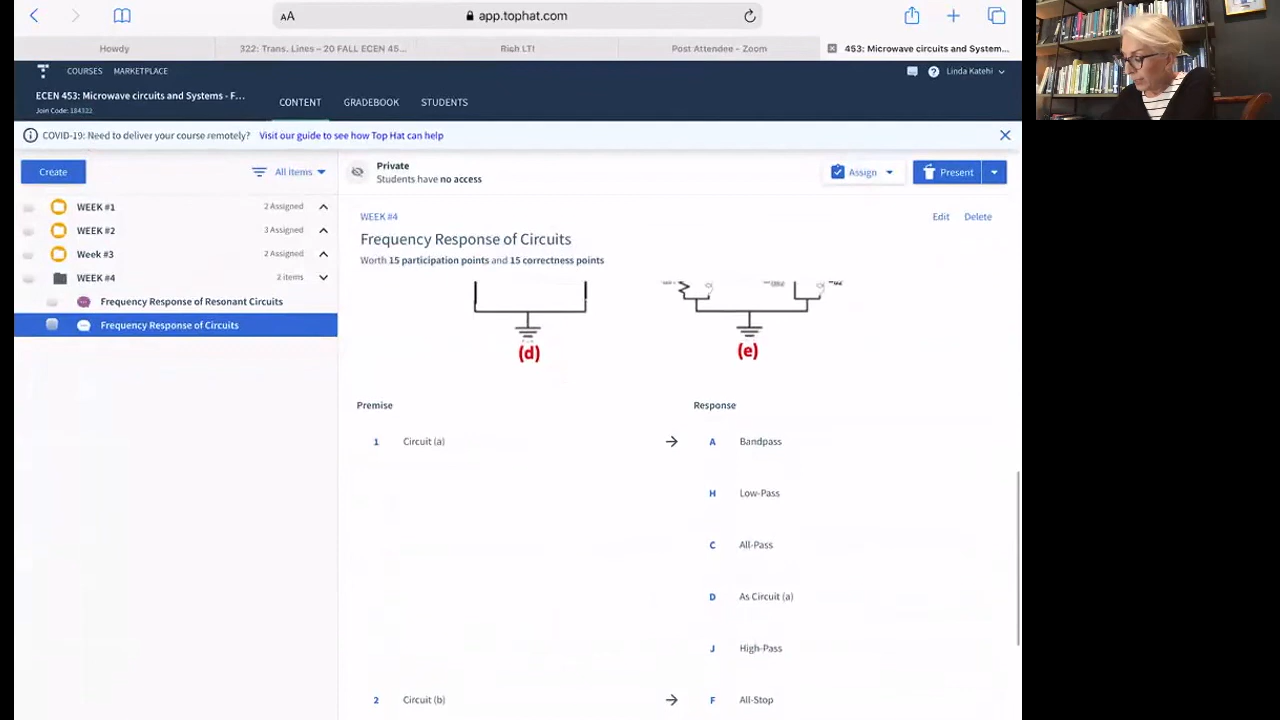 AA
app.tophat.com
Howdy
322: Trans. Lines – 20 FALL ECEN 45...
Rich LTI!
Post Attendee - Zoom
453: Microwave circuits and System...
COURSES
MARKETPLACE
Linda Katehi
ECEN 453: Microwave circuits and Systems - F...
Join Code: 184322
CONTENT
GRADEBOOK
STUDENTS
COVID-19: Need to deliver your course remotely? Visit our guide to see how Top Hat can help
Create
All items
WEEK #1
2 Assigned
WEEK #2
3 Assigned
Week #3
2 Assigned
WEEK #4
2 items
Frequency Response of Resonant Circuits
Frequency Response of Circuits
Private
Students have no access
Assign
Present
WEEK #4
Edit
Delete
Frequency Response of Circuits
Worth 15 participation points and 15 correctness points
(d)
(e)
Premise
Response
1 Circuit (a)
A Bandpass
H Low-Pass
C All-Pass
D As Circuit (a)
J High-Pass
2 Circuit (b)
F All-Stop